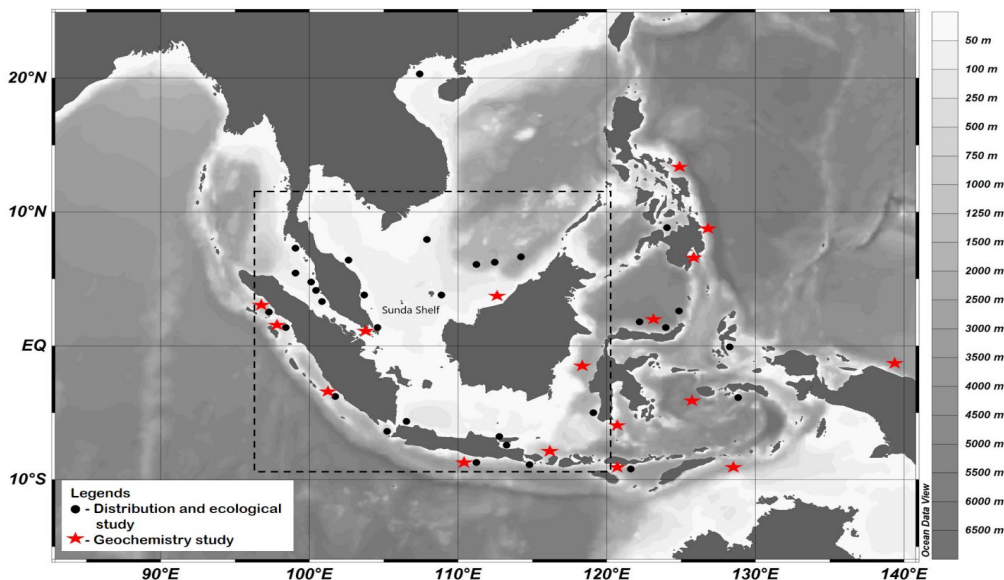 50 m
100 m
250 m
500 m
750 m
1000 m
1250 m
1500 m
2000 m
2500 m
3000 m
3500 m
4000 m
4500 m
5000 m
5500 m
6000 m
6500 m
20°N
10°N
EQ
10°S
Sunda Shelf
Legends
- Distribution and ecological
study
- Geochemistry study
Ocean Data View
90°E
100°E
110°E
120°E
130°E
140°E